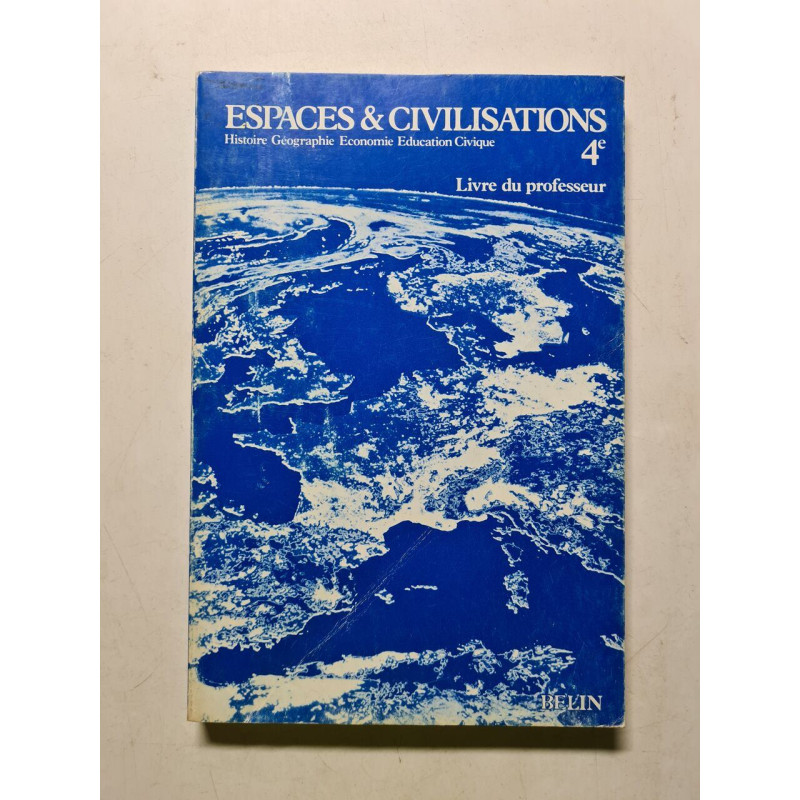 ESPACES & CIVILISATIONS
Histoire Géographie Economie Education Civique
4e
Livre du professeur
BELIN